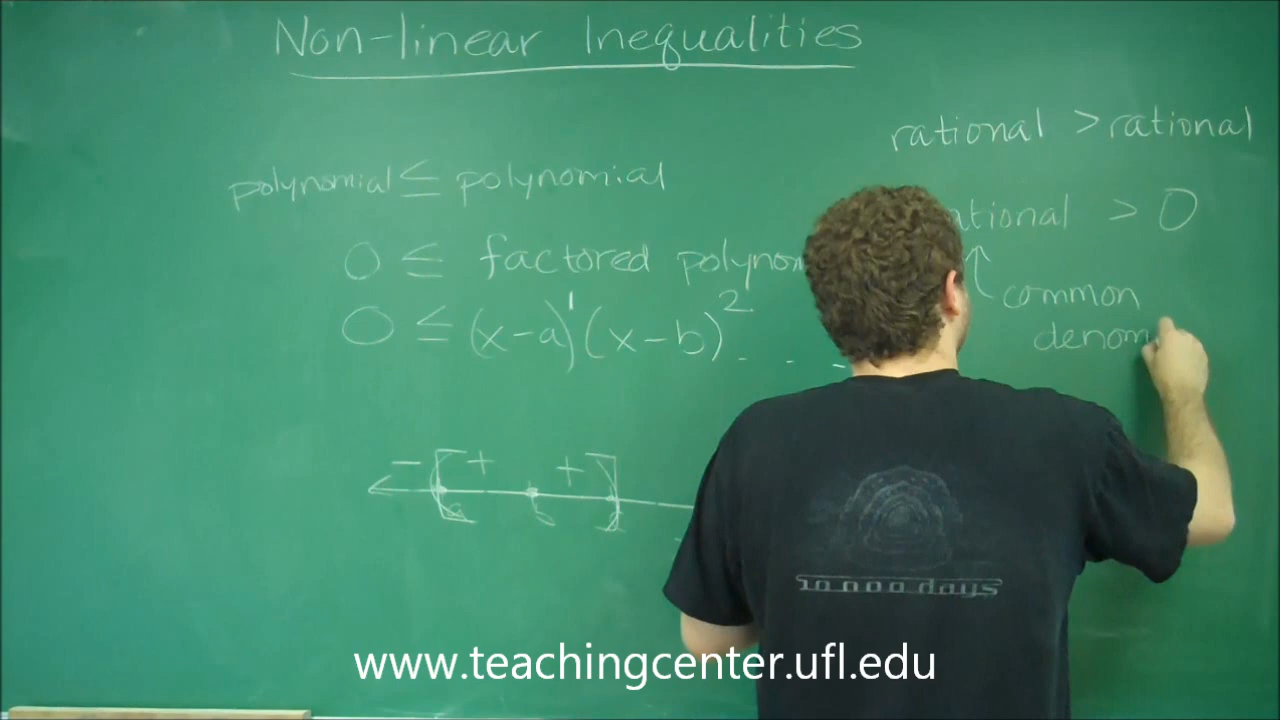 Non-linear Inequalities
polynomial ≤ polynomial
0 ≤ factored polynom
0 ≤ (x-a)¹(x-b)² . . .
- + +
a b
rational > rational
ational > 0
common
denom
10 000 days
www.teachingcenter.ufl.edu